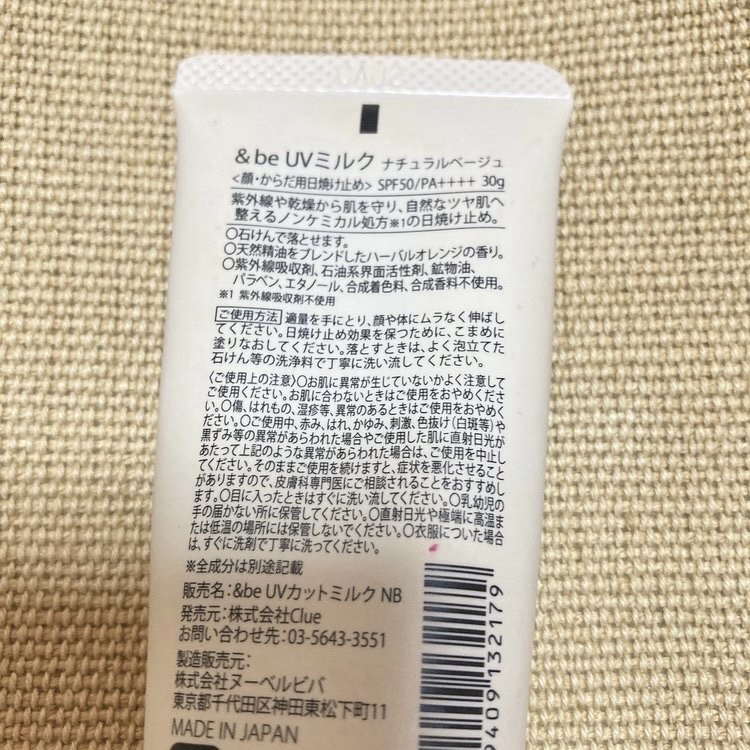 CAJ2
&be UVミルク ナチュラルベージュ
<顔・からだ用日焼け止め> SPF50/PA++++ 30g
紫外線や乾燥から肌を守り、自然なツヤ肌へ
整えるノンケミカル処方※1の日焼け止め。
〇石けんで落とせます。
〇天然精油をブレンドしたハーバルオレンジの香り。
〇紫外線吸収剤、石油系界面活性剤、鉱物油、
パラベン、エタノール、合成着色料、合成香料不使用。
※1 紫外線吸収剤不使用
ご使用方法 適量を手にとり、顔や体にムラなく伸ばし
てください。日焼け止め効果を保つために、こまめに
塗りなおしてください。落とすときは、よく泡立てた
石けん等の洗浄料で丁寧に洗い流してください。
〈ご使用上の注意〉〇お肌に異常が生じていないかよく注意して
ご使用ください。お肌に合わないときはご使用をおやめくださ
い。〇傷、はれもの、湿疹等、異常のあるときはご使用をおやめく
ださい。〇ご使用中、赤み、はれ、かゆみ、刺激、色抜け(白斑等)や
黒ずみ等の異常があらわれた場合やご使用した肌に直射日光が
あたって上記のような異常があらわれた場合は、ご使用を中止し
てください。そのままご使用を続けますと、症状を悪化させること
がありますので、皮膚科専門医にご相談されることをおすすめし
ます。〇目に入ったときはすぐに洗い流してください。〇乳幼児の
手の届かない所に保管してください。〇直射日光や極端に高温ま
たは低温の場所には保管しないでください。〇衣服についた場合
は、すぐに洗剤で丁寧に洗ってください。
※全成分は別途記載
販売名:&be UVカットミルク NB
発売元:株式会社Clue
お問い合わせ先:03-5643-3551
製造販売元:
株式会社ヌーベルビバ
東京都千代田区神田東松下町11
MADE IN JAPAN
9409132179